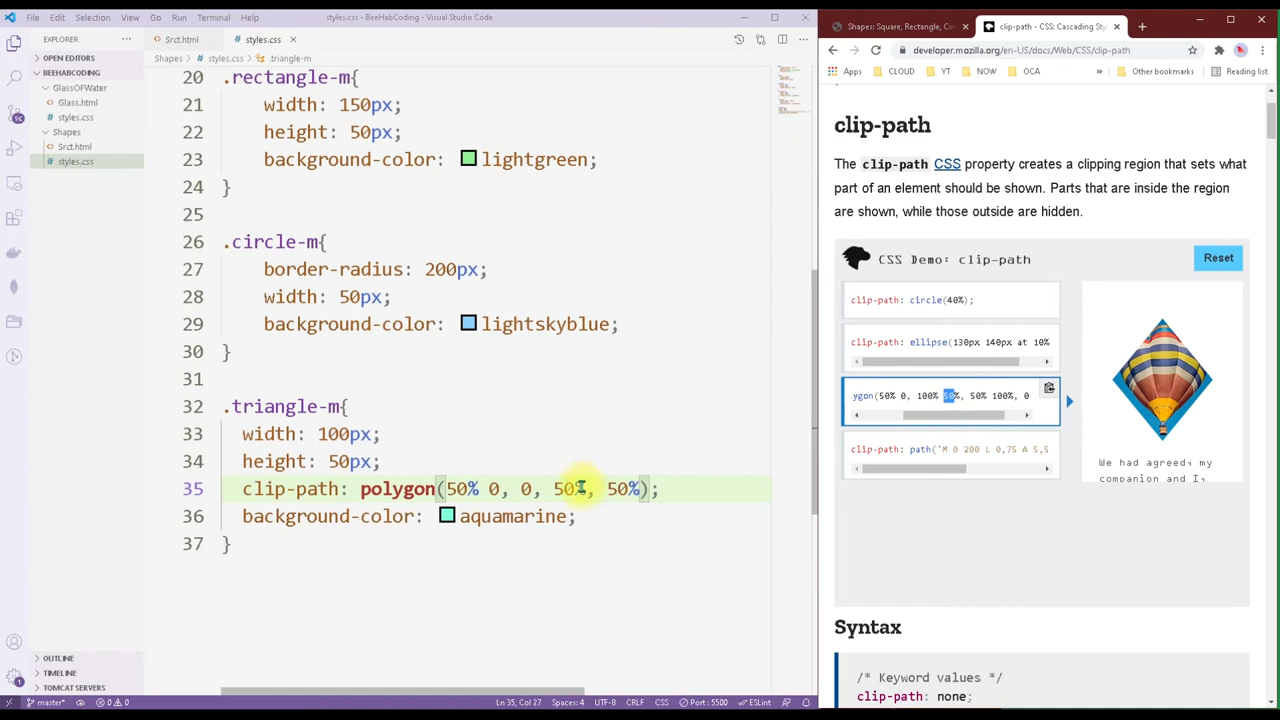 File Edit Selection View Go Run Terminal Help styles.css - BeeHabCoding - Visual Studio Code
EXPLORER
OPEN EDITORS
BEEHABCODING
GlassOFWater
Glass.html
# styles.css
Shapes
Srct.html
# styles.css
OUTLINE
TIMELINE
TOMCAT SERVERS
Srct.html # styles.css
Shapes > # styles.css > .triangle-m
20 .rectangle-m{
21 width: 150px;
22 height: 50px;
23 background-color: lightgreen;
24 }
25
26 .circle-m{
27 border-radius: 200px;
28 width: 50px;
29 background-color: lightskyblue;
30 }
31
32 .triangle-m{
33 width: 100px;
34 height: 50px;
35 clip-path: polygon(50% 0, 0, 50%, 50%);
36 background-color: aquamarine;
37 }
master* 0 0 Ln 35, Col 27 Spaces: 4 UTF-8 CRLF CSS Port : 5500 ESLint
Shapes: Square, Rectangle, Cir clip-path - CSS: Cascading Sty
developer.mozilla.org/en-US/docs/Web/CSS/clip-path
Apps CLOUD YT NOW OCA » Other bookmarks Reading list
clip-path
The clip-path CSS property creates a clipping region that sets what
part of an element should be shown. Parts that are inside the region
are shown, while those outside are hidden.
CSS Demo: clip-path Reset
clip-path: circle(40%);
clip-path: ellipse(130px 140px at 10%
ygon(50% 0, 100% 50%, 50% 100%, 0
clip-path: path('M 0 200 L 0,75 A 5,5
We had agreed, my
companion and I,
Syntax
/* Keyword values */
clip-path: none;